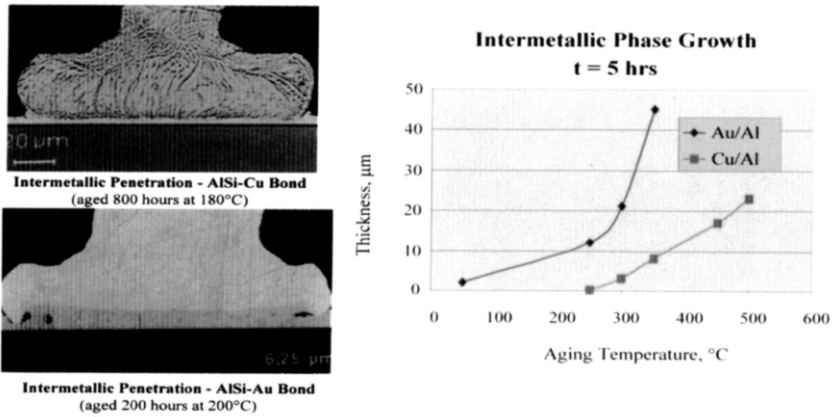 20 µm
Intermetallic Penetration - AlSi-Cu Bond
(aged 800 hours at 180°C)
6,25 µm
Intermetallic Penetration - AlSi-Au Bond
(aged 200 hours at 200°C)
Intermetallic Phase Growth
t = 5 hrs
50
40
30
20
10
0
Thickness, µm
Au/Al
Cu/Al
0 100 200 300 400 500 600
Aging Temperature, °C